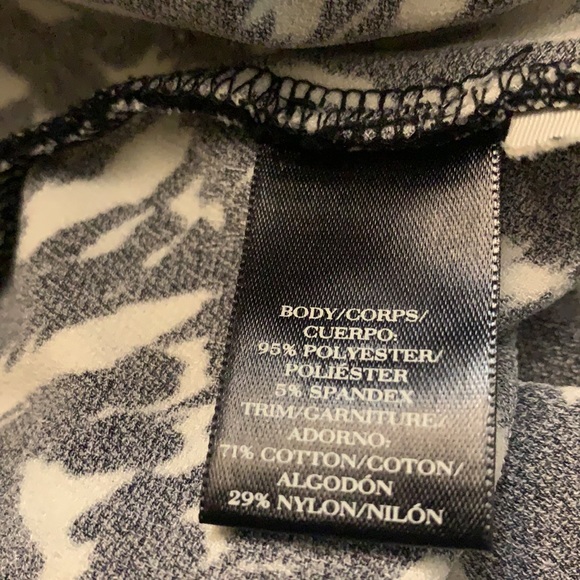 BODY/CORPS/
CUERPO:
95% POLYESTER/
POLIÉSTER
5% SPANDEX
TRIM/GARNITURE/
ADORNO:
71% COTTON/COTON/
ALGODÓN
29% NYLON/NILÓN